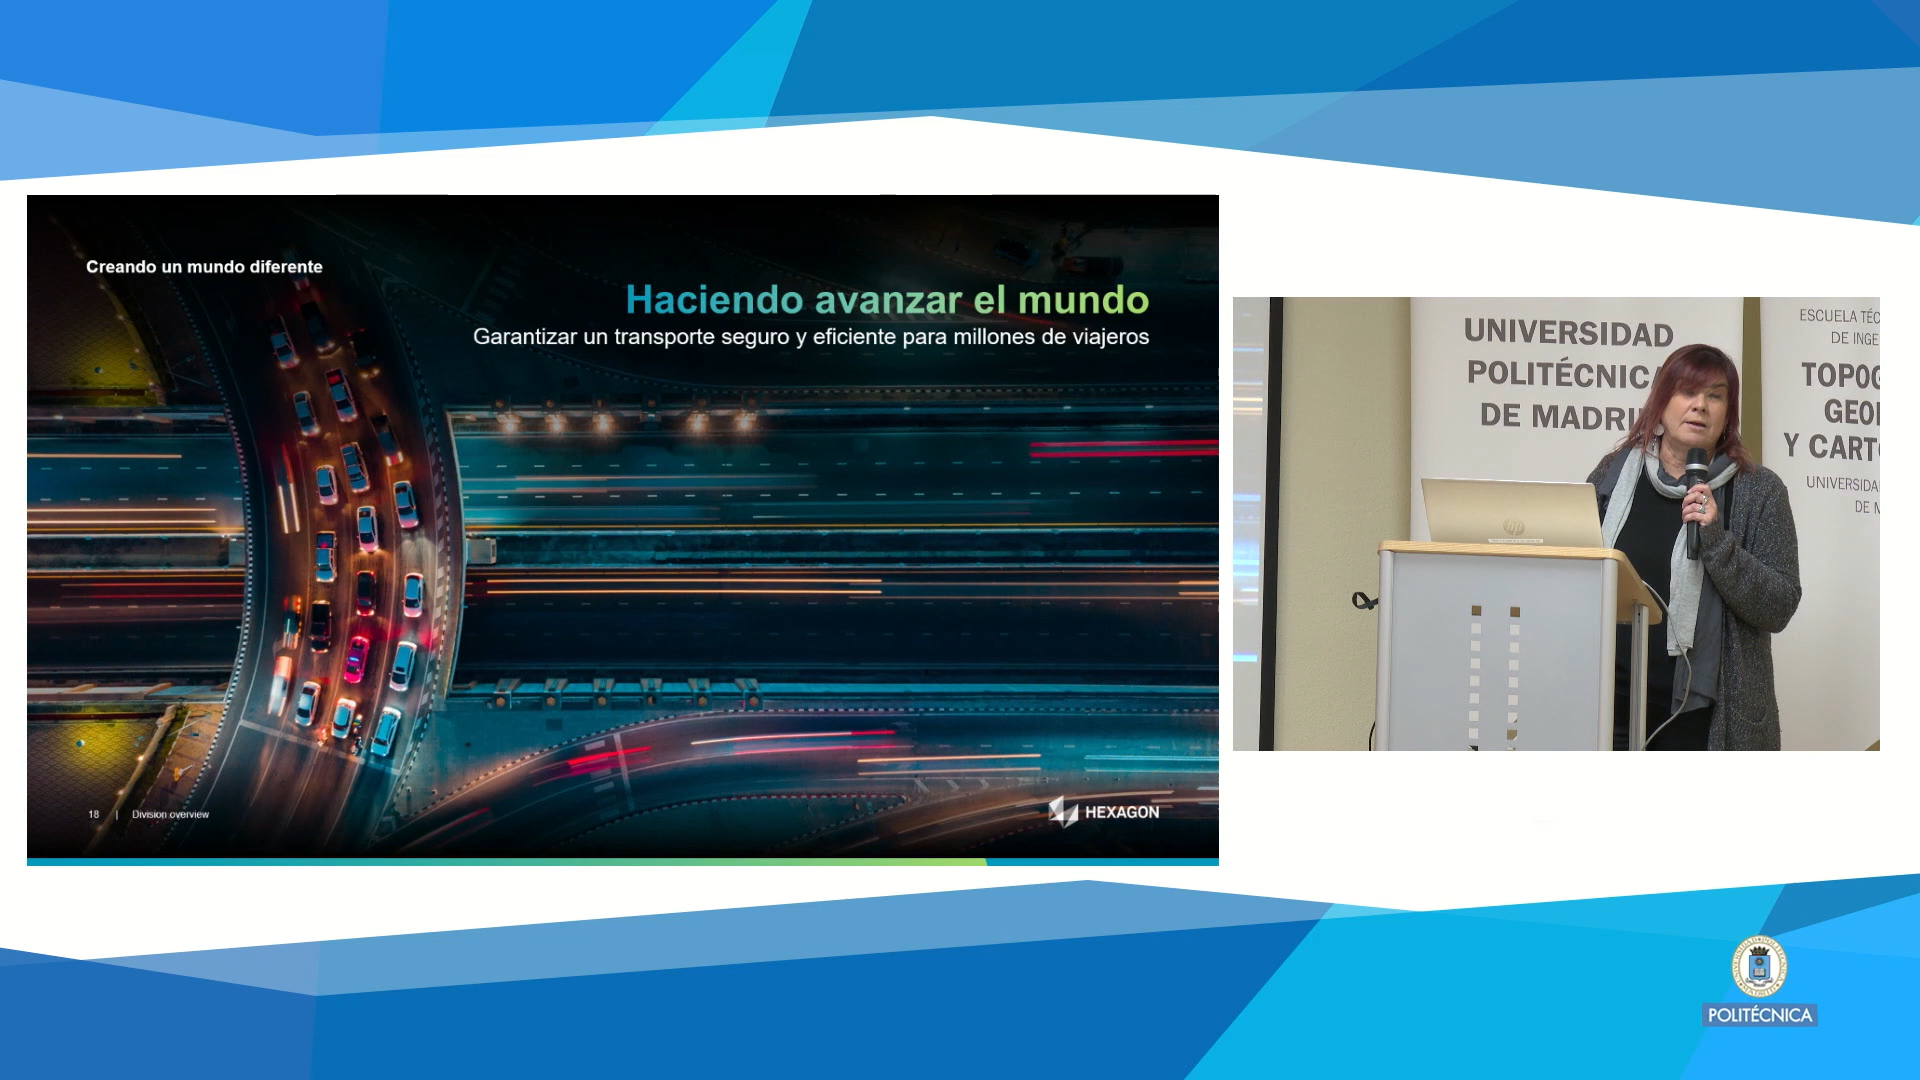 Creando un mundo diferente
Haciendo avanzar el mundo
Garantizar un transporte seguro y eficiente para millones de viajeros
18 | Division overview
HEXAGON
UNIVERSIDAD
POLITÉCNICA
DE MADRI
ESCUELA TÉC
DE INGE
TOPOG
GEO
Y CART
UNIVERSIDA
DE M
hp
POLITÉCNICA